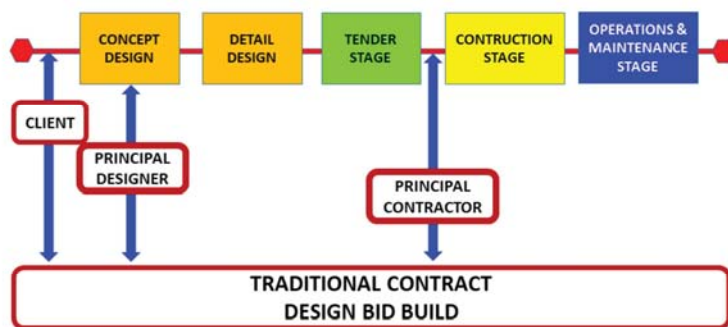 CONCEPT
DESIGN
DETAIL
DESIGN
TENDER
STAGE
CONTRUCTION
STAGE
OPERATIONS &
MAINTENANCE
STAGE
CLIENT
PRINCIPAL
DESIGNER
PRINCIPAL
CONTRACTOR
TRADITIONAL CONTRACT
DESIGN BID BUILD